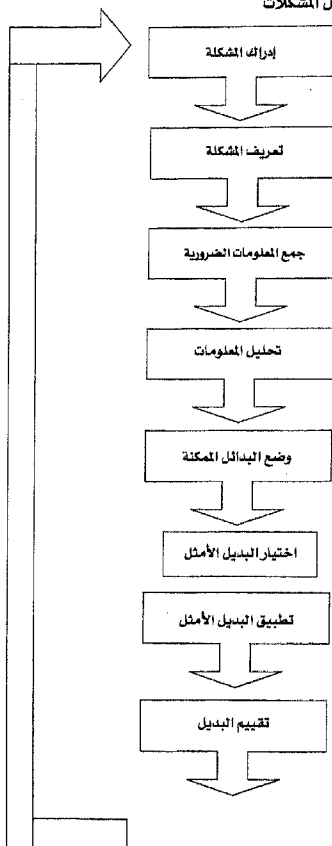 المشكلات
إدراك المشكلة
تعريف المشكلة
جمع المعلومات الضرورية
تحليل المعلومات
وضع البدائل الممكنة
اختيار البديل الأمثل
تطبيق البديل الأمثل
تقييم البديل